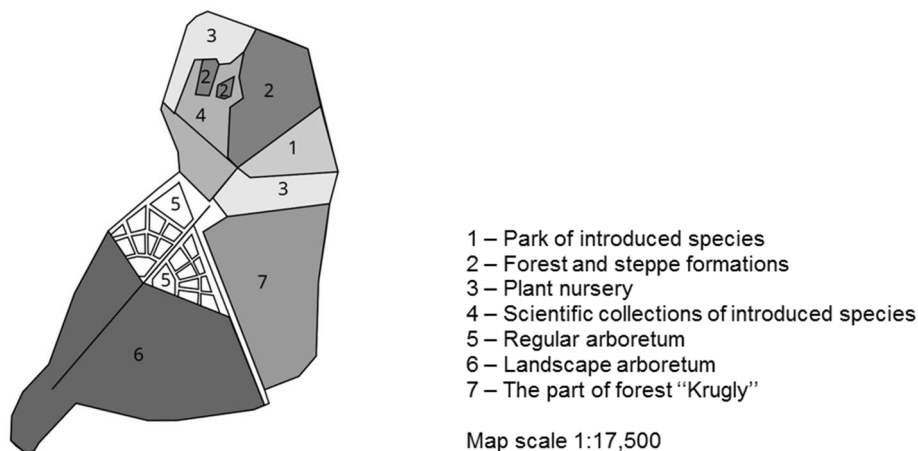 3
2
2
2
4
1
3
5
5
7
6
1 – Park of introduced species
2 – Forest and steppe formations
3 – Plant nursery
4 – Scientific collections of introduced species
5 – Regular arboretum
6 – Landscape arboretum
7 – The part of forest “Krugly”
Map scale 1:17,500